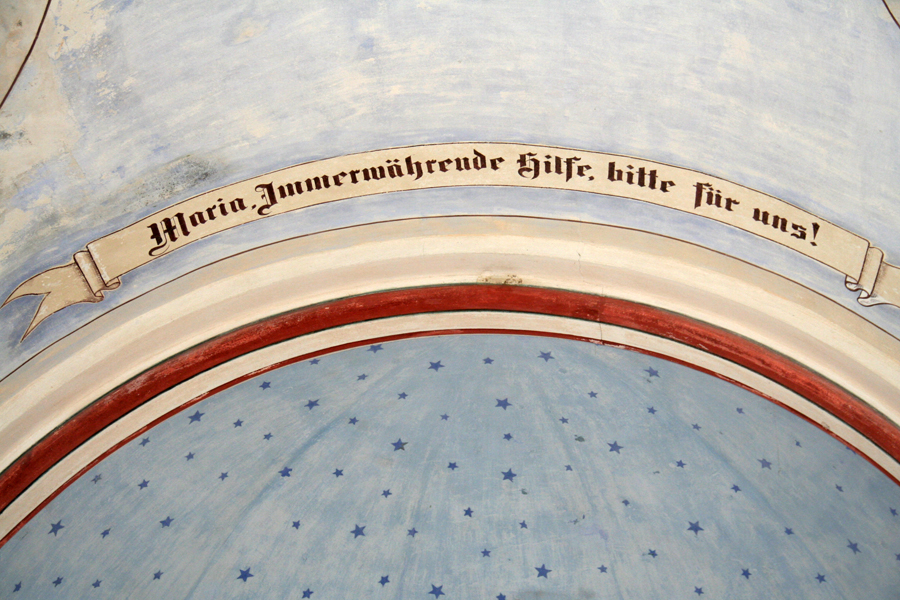 Maria, Immerwährende Hilfe, bitte für uns!